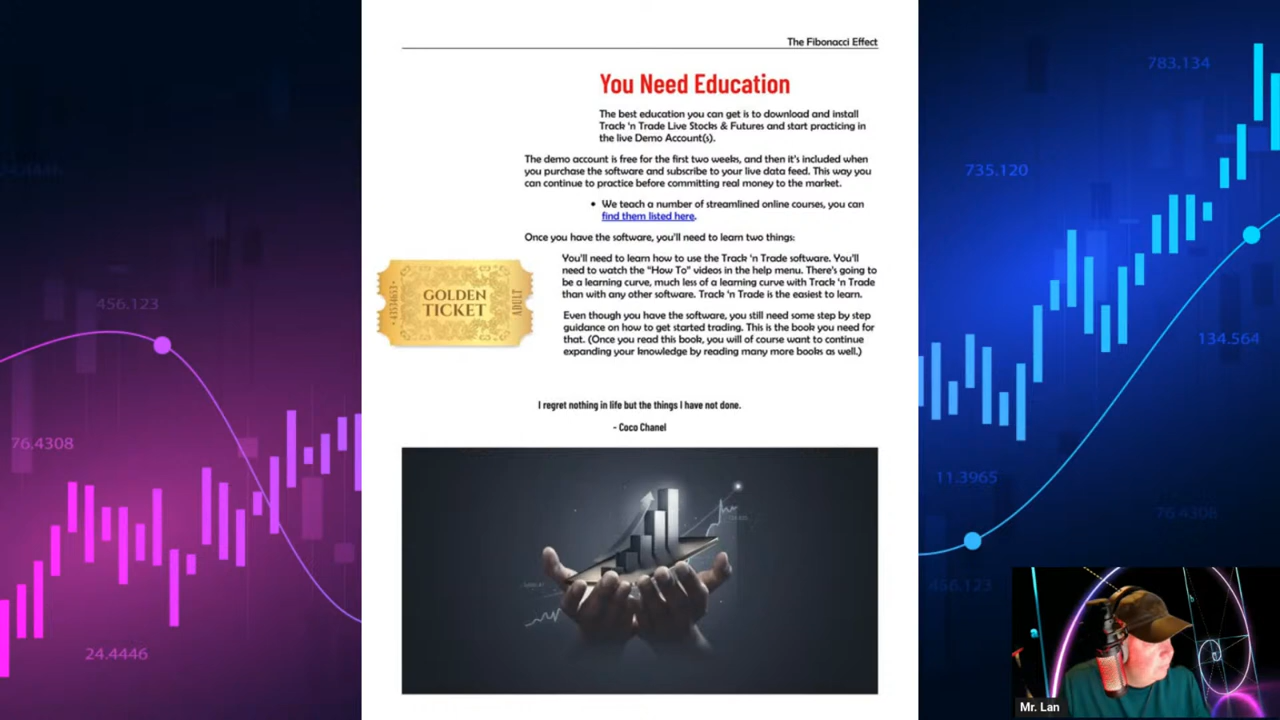 The Fibonacci Effect
You Need Education
The best education you can get is to download and install
Track 'n Trade Live Stocks & Futures and start practicing in
the live Demo Account(s).
The demo account is free for the first two weeks, and then it's included when
you purchase the software and subscribe to your live data feed. This way you
can continue to practice before committing real money to the market.
• We teach a number of streamlined online courses, you can
find them listed here.
Once you have the software, you'll need to learn two things:
You'll need to learn how to use the Track 'n Trade software. You'll
need to watch the "How To" videos in the help menu. There's going to
be a learning curve, much less of a learning curve with Track 'n Trade
than with any other software. Track 'n Trade is the easiest to learn.
GOLDEN
TICKET
ADULT
Even though you have the software, you still need some step by step
guidance on how to get started trading. This is the book you need for
that. (Once you read this book, you will of course want to continue
expanding your knowledge by reading many more books as well.)
I regret nothing in life but the things I have not done.
- Coco Chanel
456.123
76.4308
24.4446
783.134
735.120
134.564
11.3965
76.4308
456.123
Mr. Lan